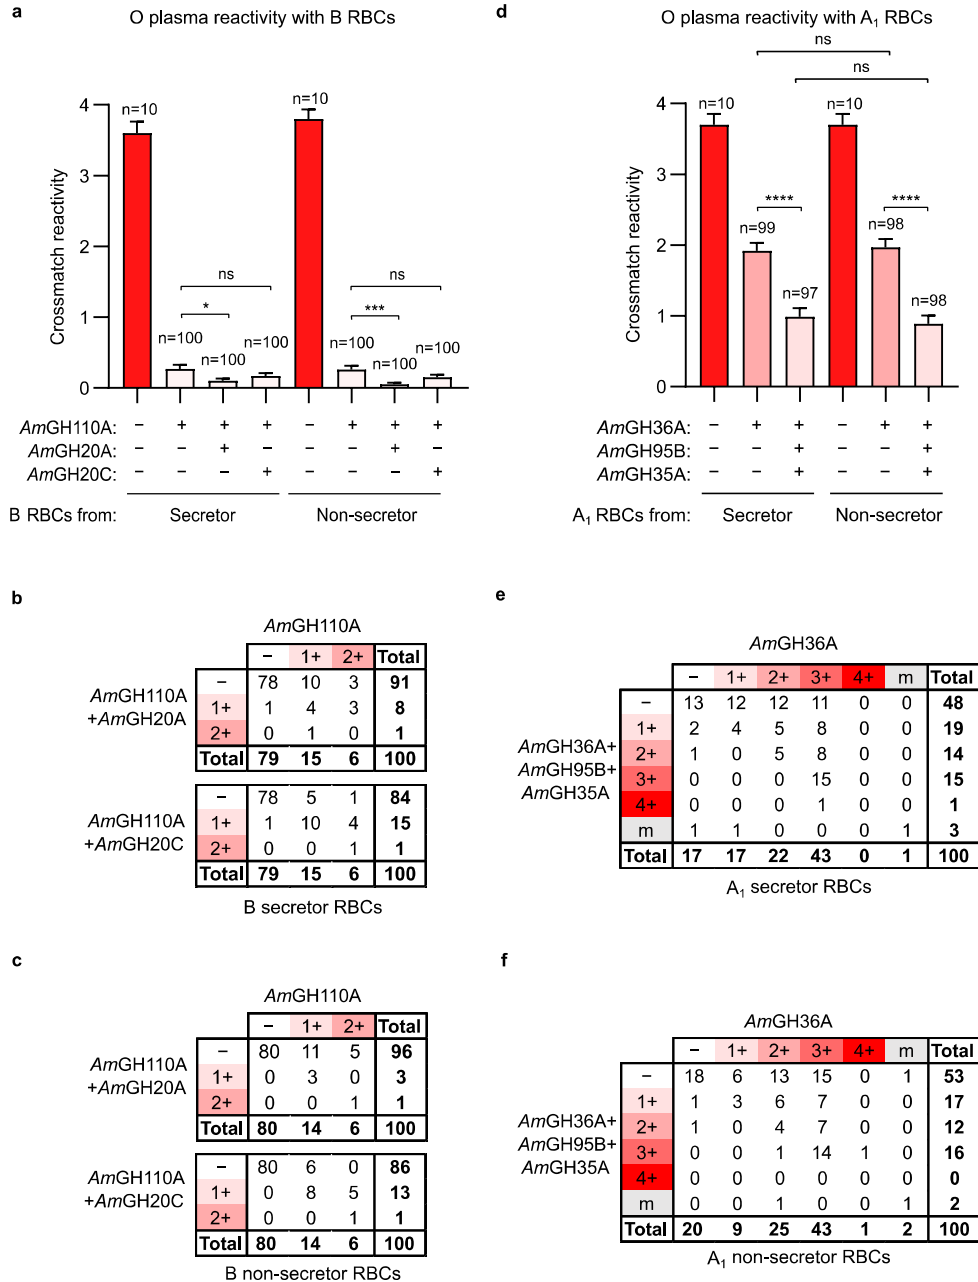 a
O plasma reactivity with B RBCs
Crossmatch reactivity
4
3
2
1
0
n=10
n=100
n=100
n=100
n=10
n=100
n=100
n=100
*
ns
***
ns
AmGH110A: – + + + – + + +
AmGH20A: – – + – – – + –
AmGH20C: – – – + – – – +
B RBCs from: Secretor Non-secretor
d
O plasma reactivity with A₁ RBCs
Crossmatch reactivity
4
3
2
1
0
ns
ns
n=10
n=99
n=97
n=10
n=98
n=98
****
****
AmGH36A: – + + – + +
AmGH95B: – – + – – +
AmGH35A: – – + – – +
A₁ RBCs from: Secretor Non-secretor
b
AmGH110A
– 1+ 2+ Total
AmGH110A
+AmGH20A
– 78 10 3 91
1+ 1 4 3 8
2+ 0 1 0 1
Total 79 15 6 100
AmGH110A
+AmGH20C
– 78 5 1 84
1+ 1 10 4 15
2+ 0 0 1 1
Total 79 15 6 100
B secretor RBCs
e
AmGH36A
– 1+ 2+ 3+ 4+ m Total
AmGH36A+
AmGH95B+
AmGH35A
– 13 12 12 11 0 0 48
1+ 2 4 5 8 0 0 19
2+ 1 0 5 8 0 0 14
3+ 0 0 0 15 0 0 15
4+ 0 0 0 1 0 0 1
m 1 1 0 0 0 1 3
Total 17 17 22 43 0 1 100
A₁ secretor RBCs
c
AmGH110A
– 1+ 2+ Total
AmGH110A
+AmGH20A
– 80 11 5 96
1+ 0 3 0 3
2+ 0 0 1 1
Total 80 14 6 100
AmGH110A
+AmGH20C
– 80 6 0 86
1+ 0 8 5 13
2+ 0 0 1 1
Total 80 14 6 100
B non-secretor RBCs
f
AmGH36A
– 1+ 2+ 3+ 4+ m Total
AmGH36A+
AmGH95B+
AmGH35A
– 18 6 13 15 0 1 53
1+ 1 3 6 7 0 0 17
2+ 1 0 4 7 0 0 12
3+ 0 0 1 14 1 0 16
4+ 0 0 0 0 0 0 0
m 0 0 1 0 0 1 2
Total 20 9 25 43 1 2 100
A₁ non-secretor RBCs